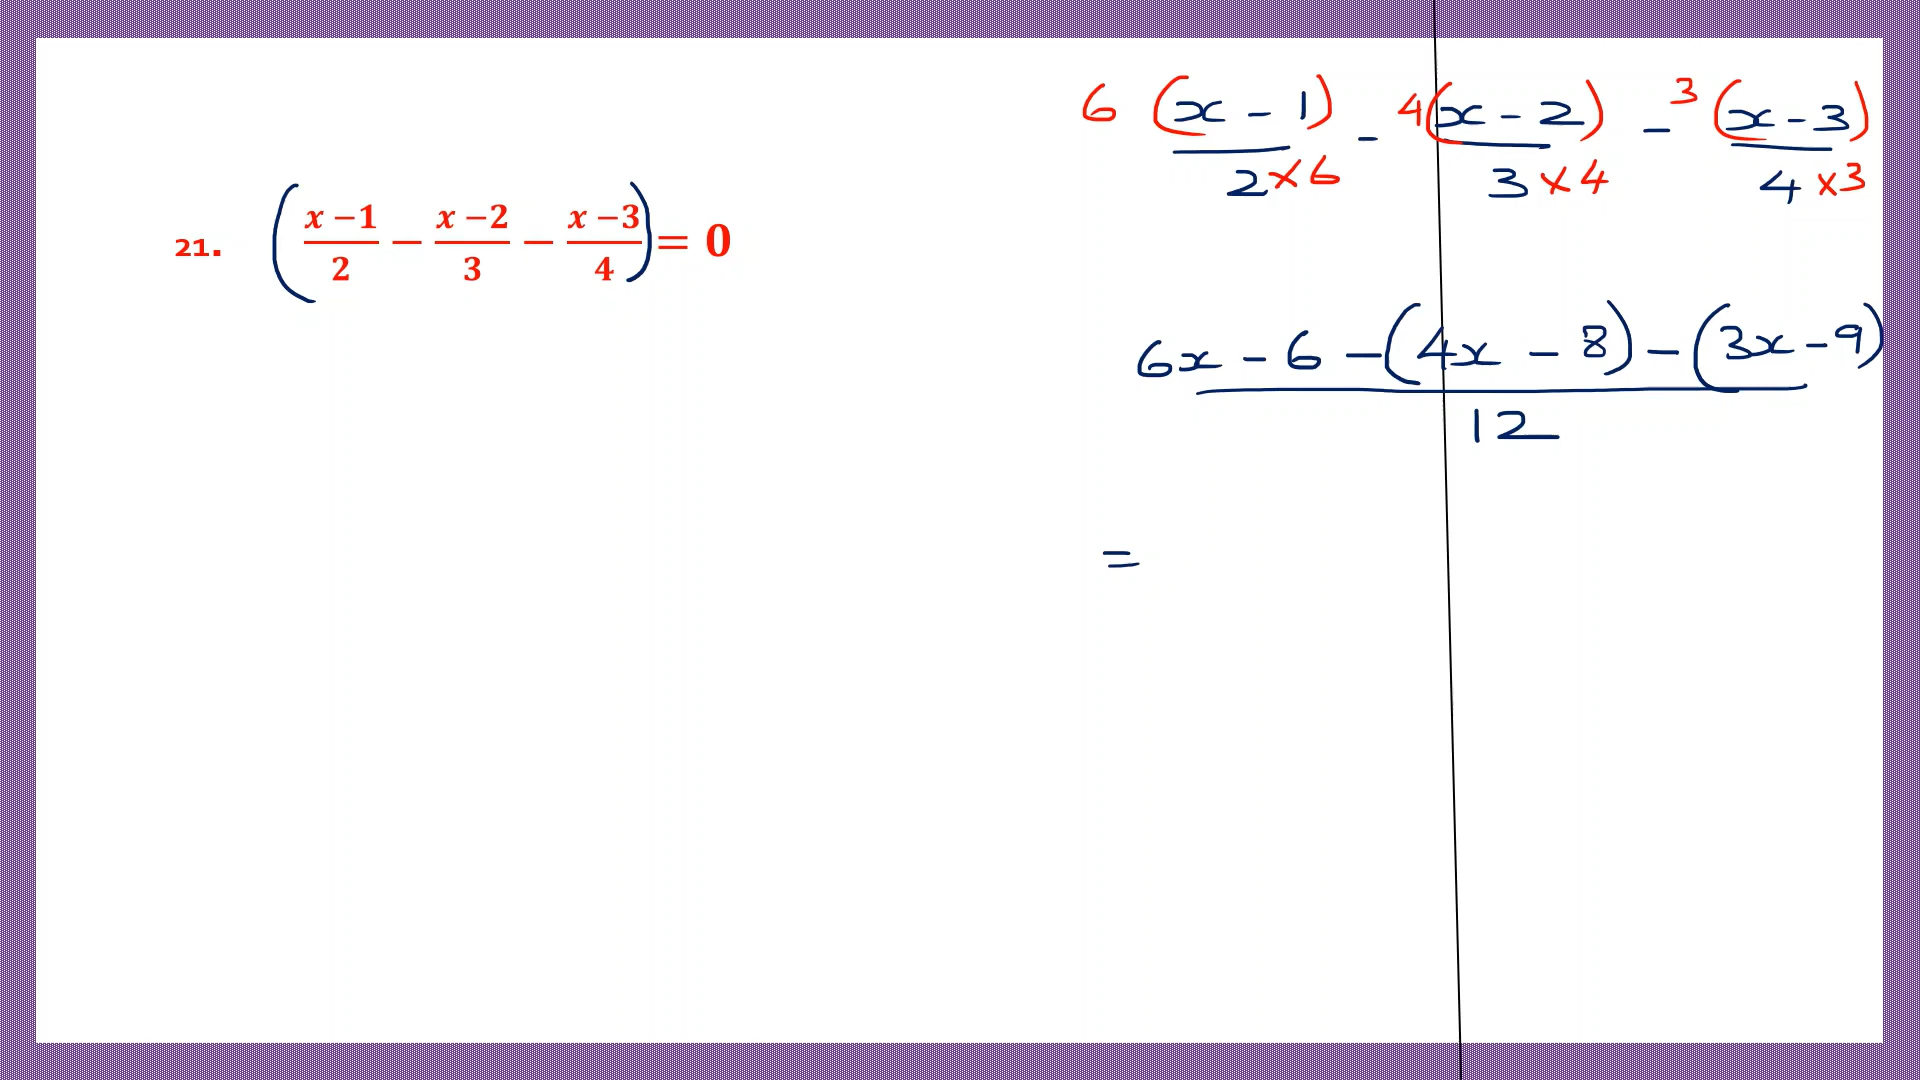 6 (x - 1) / 2 × 6 - 4(x - 2) / 3 × 4 - 3 (x - 3) / 4 × 3
21. ( x - 1 / 2 - x - 2 / 3 - x - 3 / 4 ) = 0
6x - 6 - (4x - 8) - (3x - 9) / 12
=